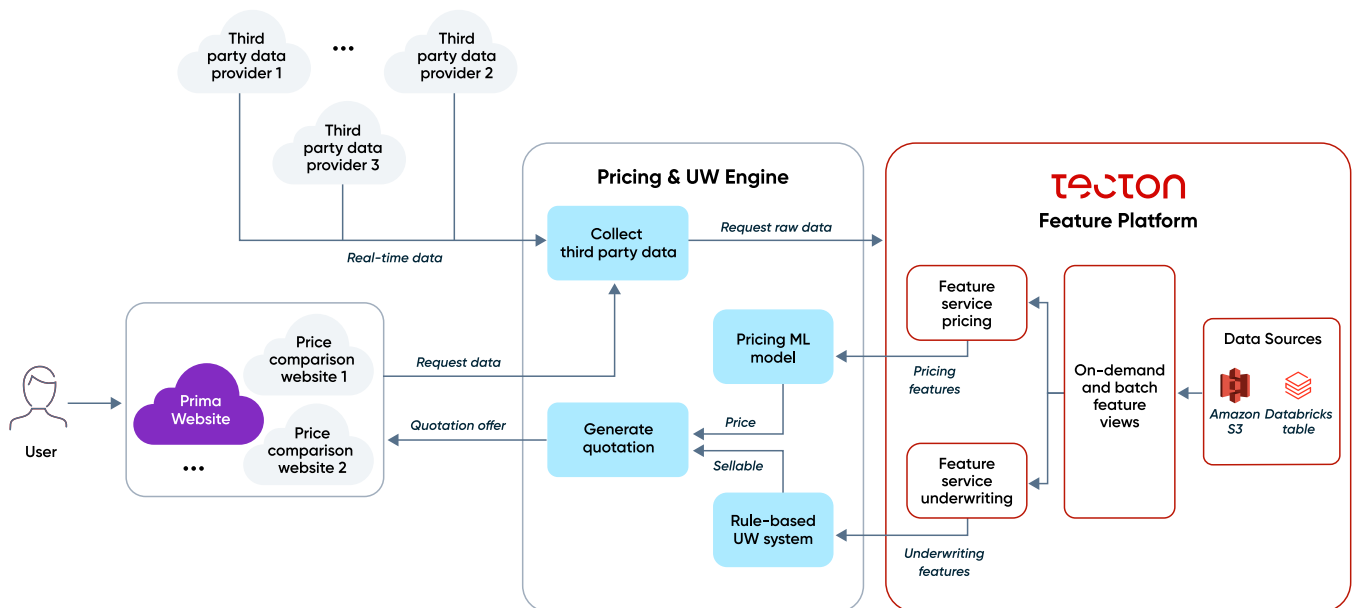 Third
party data
provider 1
...
Third
party data
provider 2
Third
party data
provider 3
Real-time data
Pricing & UW Engine
Collect
third party data
Request raw data
Pricing ML
model
Price
Generate
quotation
Sellable
Rule-based
UW system
User
Prima
Website
Price
comparison
website 1
Price
comparison
website 2
...
Request data
Quotation offer
tecton
Feature Platform
Feature
service
pricing
Pricing
features
Feature
service
underwriting
Underwriting
features
On-demand
and batch
feature
views
Data Sources
Amazon
S3
Databricks
table